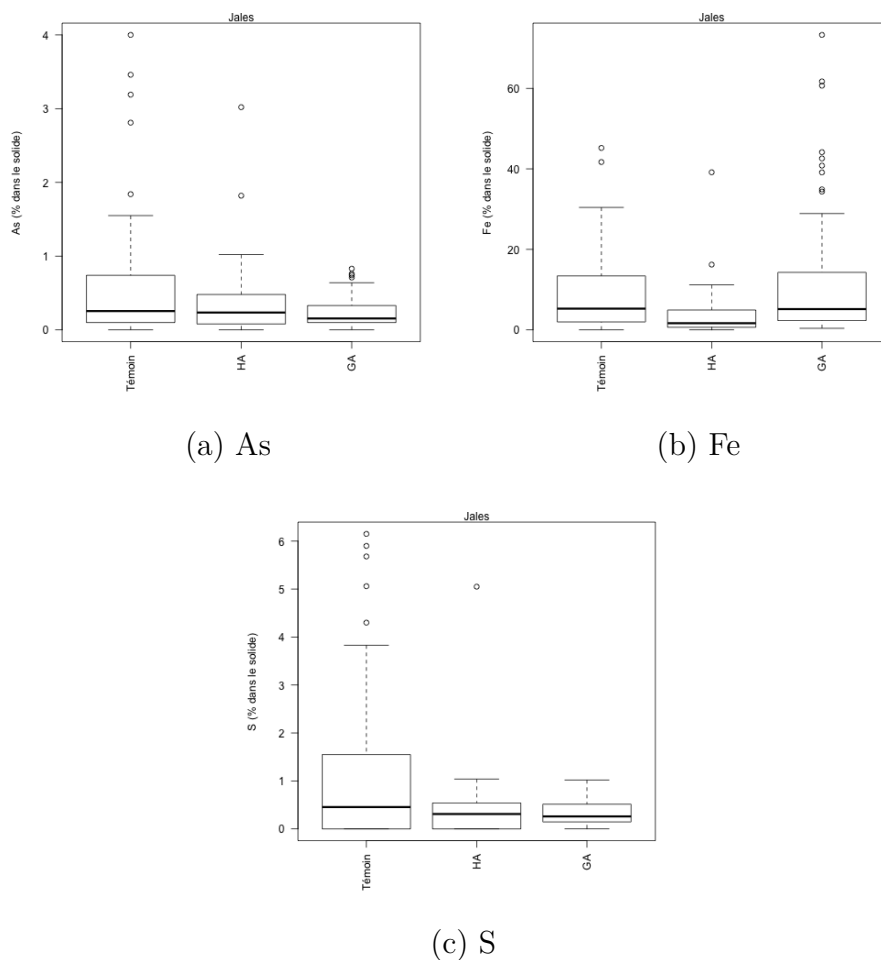 Jales
As (% dans le solide)
4
3
2
1
0
Témoin
HA
GA
(a) As
Jales
Fe (% dans le solide)
60
40
20
0
Témoin
HA
GA
(b) Fe
Jales
S (% dans le solide)
6
5
4
3
2
1
0
Témoin
HA
GA
(c) S